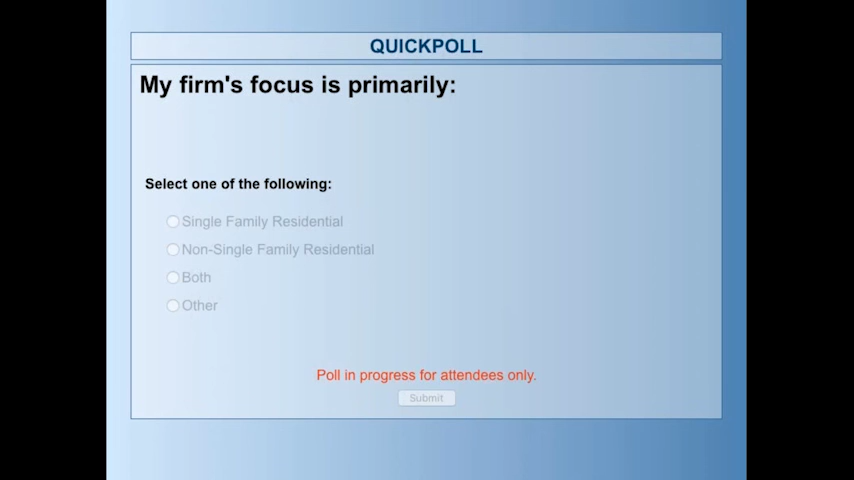 QUICKPOLL
My firm's focus is primarily:
Select one of the following:
Single Family Residential
Non-Single Family Residential
Both
Other
Poll in progress for attendees only.
Submit